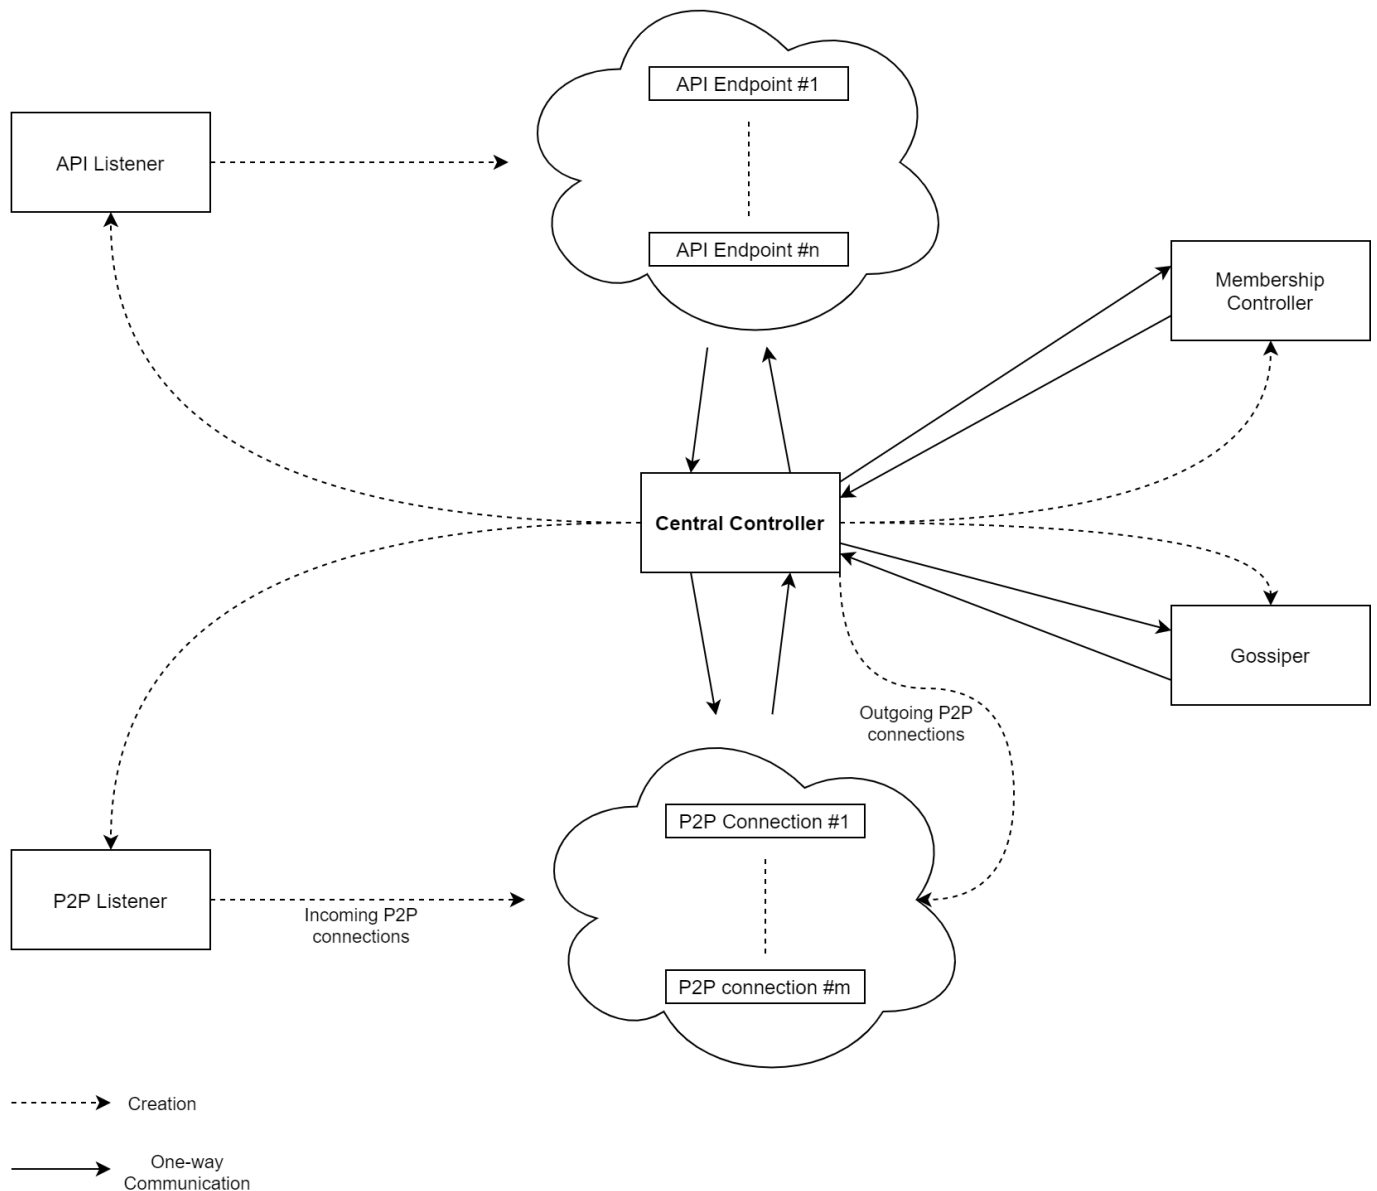 API Endpoint #1
API Listener
API Endpoint #n
Membership
Controller
Central Controller
Gossiper
Outgoing P2P
connections
P2P Connection #1
P2P Listener
Incoming P2P
connections
P2P connection #m
Creation
One-way
Communication